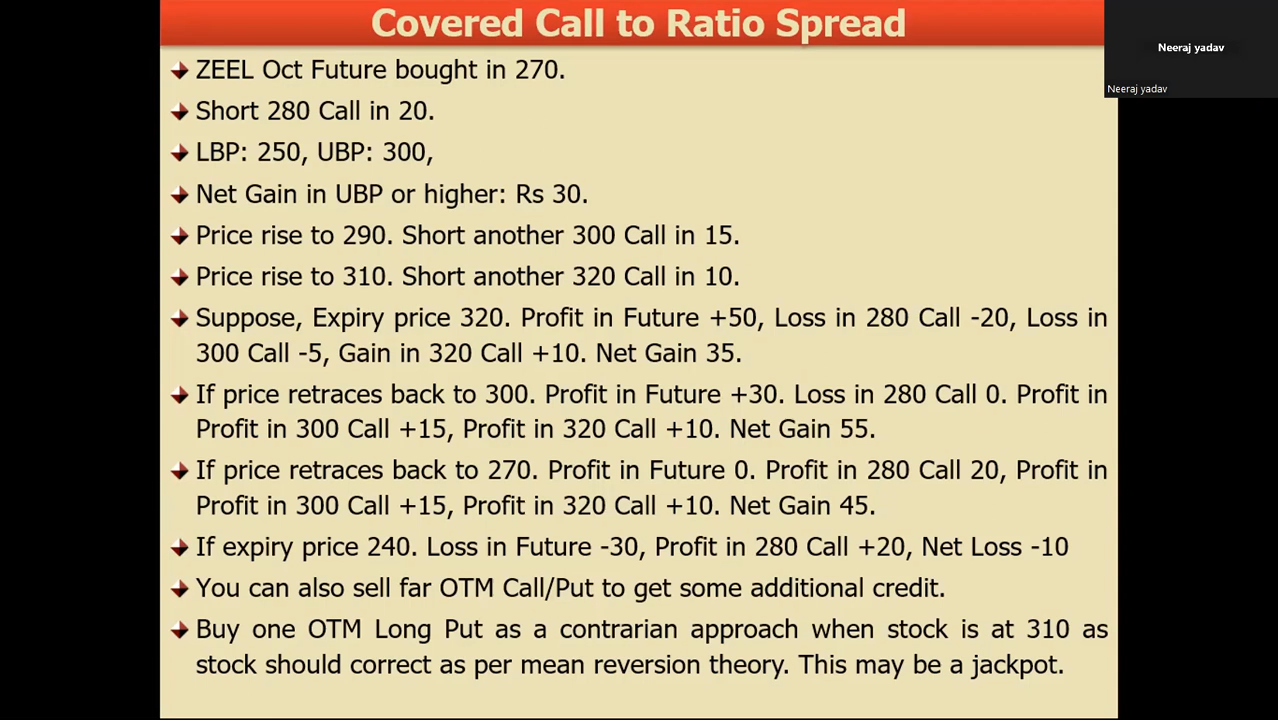 Covered Call to Ratio Spread
Neeraj yadav
Neeraj yadav
ZEEL Oct Future bought in 270.
Short 280 Call in 20.
LBP: 250, UBP: 300,
Net Gain in UBP or higher: Rs 30.
Price rise to 290. Short another 300 Call in 15.
Price rise to 310. Short another 320 Call in 10.
Suppose, Expiry price 320. Profit in Future +50, Loss in 280 Call -20, Loss in
300 Call -5, Gain in 320 Call +10. Net Gain 35.
If price retraces back to 300. Profit in Future +30. Loss in 280 Call 0. Profit in
Profit in 300 Call +15, Profit in 320 Call +10. Net Gain 55.
If price retraces back to 270. Profit in Future 0. Profit in 280 Call 20, Profit in
Profit in 300 Call +15, Profit in 320 Call +10. Net Gain 45.
If expiry price 240. Loss in Future -30, Profit in 280 Call +20, Net Loss -10
You can also sell far OTM Call/Put to get some additional credit.
Buy one OTM Long Put as a contrarian approach when stock is at 310 as
stock should correct as per mean reversion theory. This may be a jackpot.